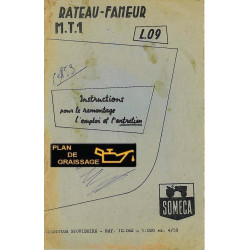 RATEAU-FANEUR
M.T.1
L.09
Instructions
pour le remontage
l'emploi et l'entretien
PLAN
DE
GRAISSAGE
SOMECA